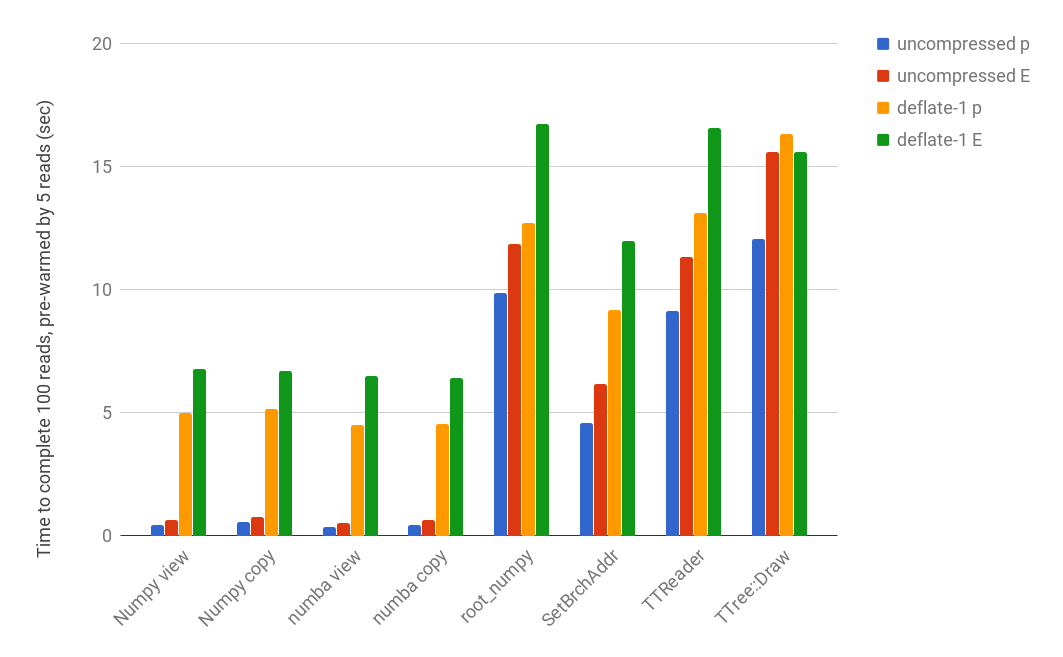 Time to complete 100 reads, pre-warmed by 5 reads (sec)
20
15
10
5
0
Numpy view
Numpy copy
numba view
numba copy
root_numpy
SetBrchAddr
TTReader
TTree::Draw
uncompressed p
uncompressed E
deflate-1 p
deflate-1 E